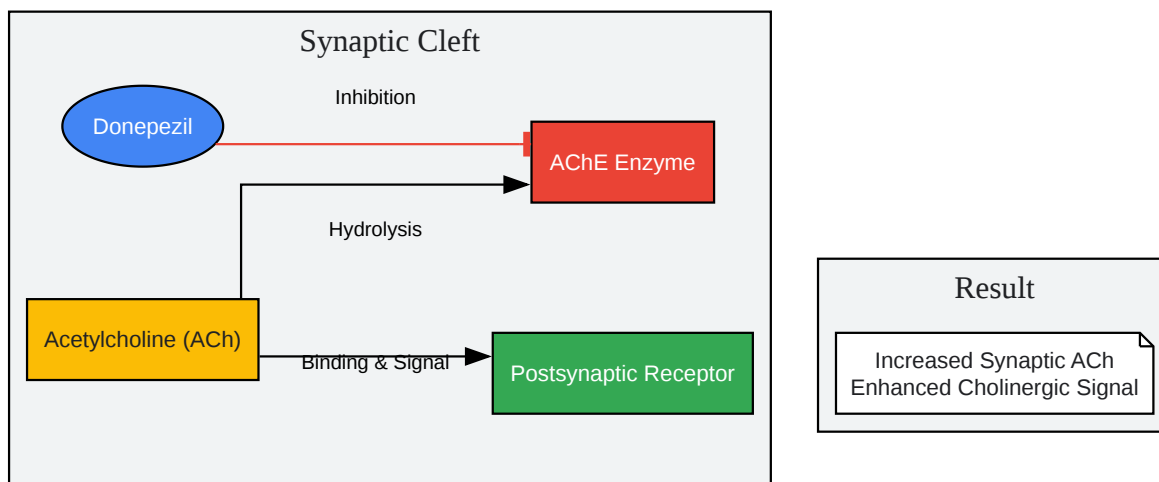 Synaptic Cleft
Inhibition
Donepezil
AChE Enzyme
Hydrolysis
Acetylcholine (ACh)
Binding & Signal
Postsynaptic Receptor
Result
Increased Synaptic ACh
Enhanced Cholinergic Signal